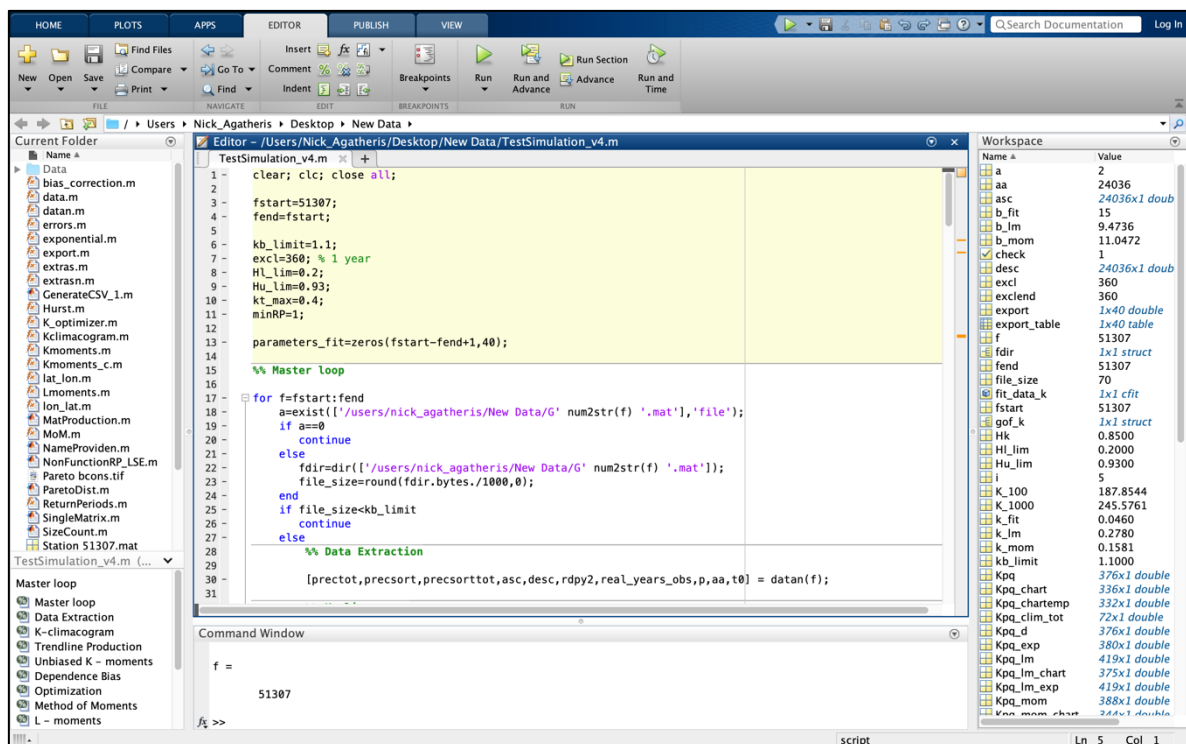 HOME PLOTS APPS EDITOR PUBLISH VIEW Search Documentation Log In
New Open Save Find Files Compare Print
FILE
Go To Find
NAVIGATE
Insert fx Comment Indent
EDIT
Breakpoints
BREAKPOINTS
Run Run and Advance Run Section Advance Run and Time
RUN
/ Users Nick_Agatheris Desktop New Data
Current Folder
Name
Data
bias_correction.m
data.m
datan.m
errors.m
exponential.m
export.m
extras.m
extrasn.m
GenerateCSV_1.m
Hurst.m
K_optimizer.m
Kclimacogram.m
Kmoments.m
Kmoments_c.m
lat_lon.m
Lmoments.m
lon_lat.m
MatProduction.m
MoM.m
NameProviden.m
NonFunctionRP_LSE.m
Pareto bcons.tif
ParetoDist.m
ReturnPeriods.m
SingleMatrix.m
SizeCount.m
Station 51307.mat
TestSimulation_v4.m (...
Master loop
Master loop
Data Extraction
K-climacogram
Trendline Production
Unbiased K – moments
Dependence Bias
Optimization
Method of Moments
L – moments
Editor – /Users/Nick_Agatheris/Desktop/New Data/TestSimulation_v4.m
TestSimulation_v4.m
1 – clear; clc; close all;
2
3 – fstart=51307;
4 – fend=fstart;
5
6 – kb_limit=1.1;
7 – excl=360; % 1 year
8 – Hl_lim=0.2;
9 – Hu_lim=0.93;
10 – kt_max=0.4;
11 – minRP=1;
12
13 – parameters_fit=zeros(fstart-fend+1,40);
14
15 %% Master loop
16
17 – for f=fstart:fend
18 – a=exist(['/users/nick_agatheris/New Data/G' num2str(f) '.mat'],'file');
19 – if a==0
20 – continue
21 – else
22 – fdir=dir(['/users/nick_agatheris/New Data/G' num2str(f) '.mat']);
23 – file_size=round(fdir.bytes./1000,0);
24 – end
25 – if file_size<kb_limit
26 – continue
27 – else
28 %% Data Extraction
29
30 – [prectot,precsort,precsorttot,asc,desc,rdpy2,real_years_obs,p,aa,t0] = datan(f);
31
Command Window
f =
51307
fx >>
Workspace
Name Value
a 2
aa 24036
asc 24036x1 doub
b_fit 15
b_lm 9.4736
b_mom 11.0472
check 1
desc 24036x1 doub
excl 360
exclend 360
export 1x40 double
export_table 1x40 table
f 51307
fdir 1x1 struct
fend 51307
file_size 70
fit_data_k 1x1 cfit
fstart 51307
gof_k 1x1 struct
Hk 0.8500
Hl_lim 0.2000
Hu_lim 0.9300
i 5
K_100 187.8544
K_1000 245.5761
k_fit 0.0460
k_lm 0.2780
k_mom 0.1581
kb_limit 1.1000
Kpq 376x1 double
Kpq_chart 336x1 double
Kpq_chartemp 332x1 double
Kpq_clim_tot 72x1 double
Kpq_d 376x1 double
Kpq_exp 380x1 double
Kpq_lm 419x1 double
Kpq_lm_chart 375x1 double
Kpq_lm_exp 419x1 double
Kpq_mom 388x1 double
Kpq_mom_chart 344x1 double
script Ln 5 Col 1